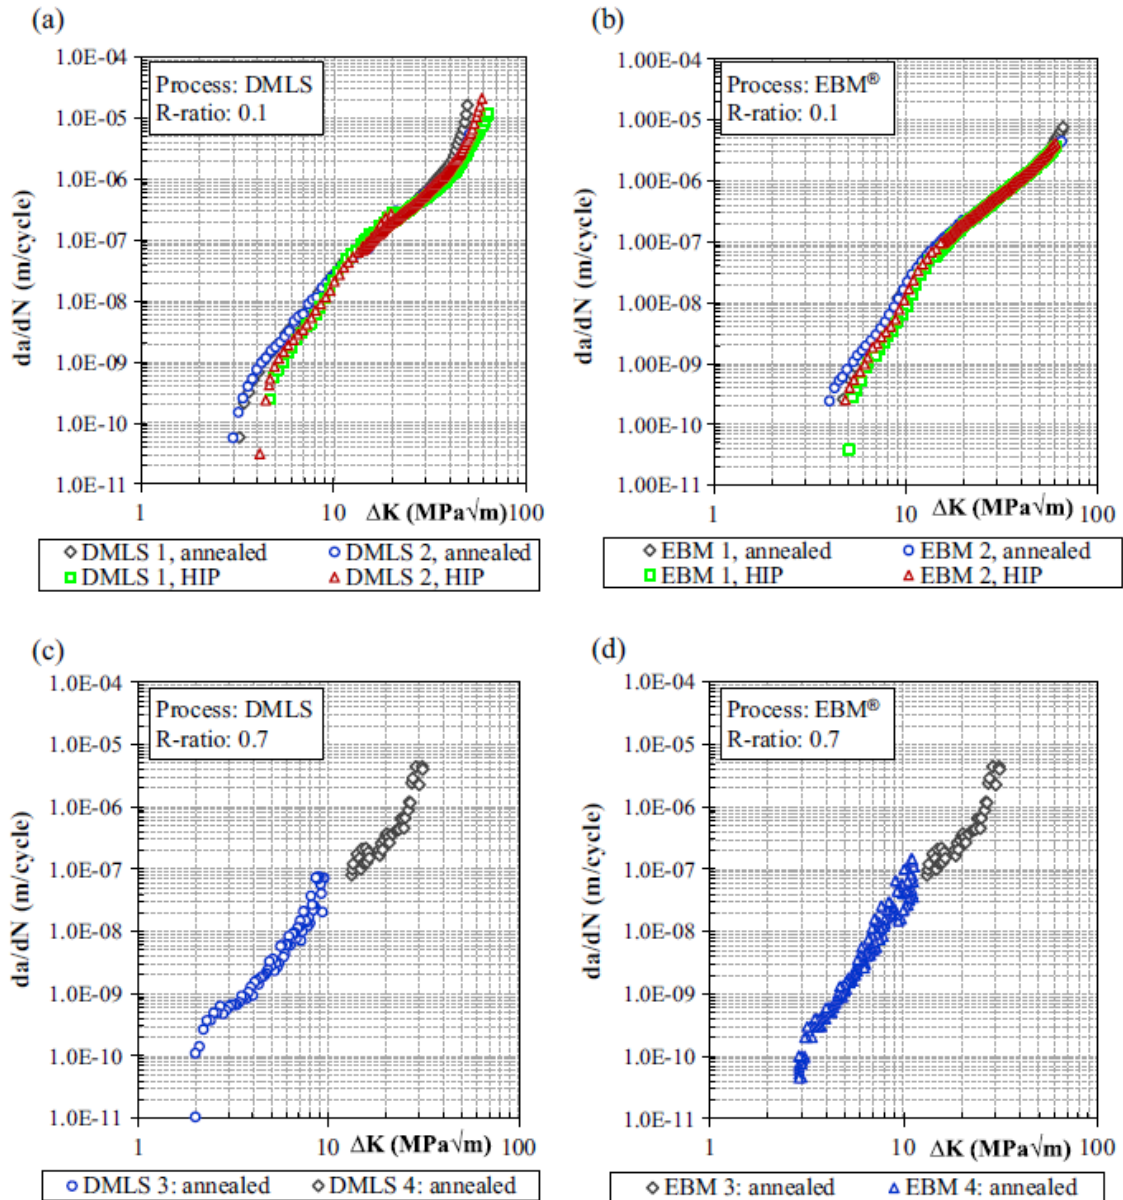 (a)
1.0E-04
1.0E-05
1.0E-06
1.0E-07
1.0E-08
1.0E-09
1.0E-10
1.0E-11
da/dN (m/cycle)
Process: DMLS
R-ratio: 0.1
1 10 ΔK (MPa√m) 100
DMLS 1, annealed DMLS 2, annealed
DMLS 1, HIP DMLS 2, HIP
(b)
1.00E-04
1.00E-05
1.00E-06
1.00E-07
1.00E-08
1.00E-09
1.00E-10
1.00E-11
da/dN (m/cycle)
Process: EBM®
R-ratio: 0.1
1 10 ΔK (MPa√m) 100
EBM 1, annealed EBM 2, annealed
EBM 1, HIP EBM 2, HIP
(c)
1.0E-04
1.0E-05
1.0E-06
1.0E-07
1.0E-08
1.0E-09
1.0E-10
1.0E-11
da/dN (m/cycle)
Process: DMLS
R-ratio: 0.7
1 10 ΔK (MPa√m) 100
DMLS 3: annealed DMLS 4: annealed
(d)
1.0E-04
1.0E-05
1.0E-06
1.0E-07
1.0E-08
1.0E-09
1.0E-10
1.0E-11
da/dN (m/cycle)
Process: EBM®
R-ratio: 0.7
1 10 ΔK (MPa√m) 100
EBM 3: annealed EBM 4: annealed